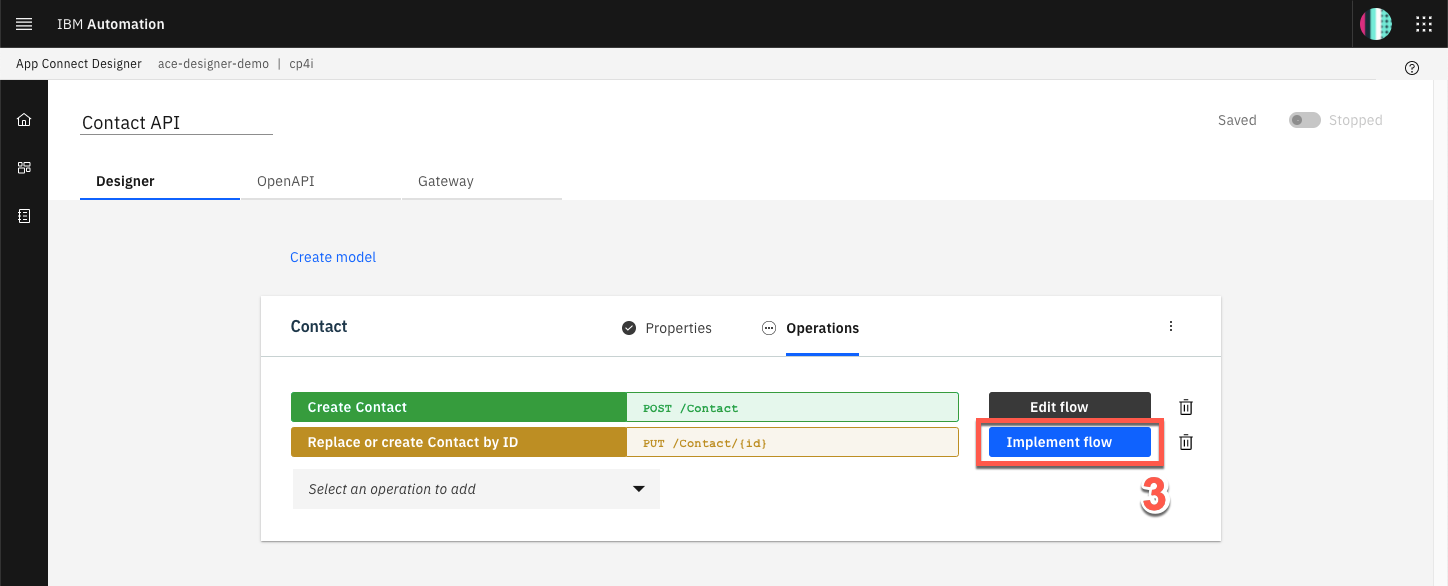 IBM Automation
App Connect Designer ace-designer-demo | cp4i
Contact API
Saved Stopped
Designer OpenAPI Gateway
Create model
Contact Properties Operations
Create Contact POST /Contact Edit flow
Replace or create Contact by ID PUT /Contact/{id} Implement flow
Select an operation to add
3